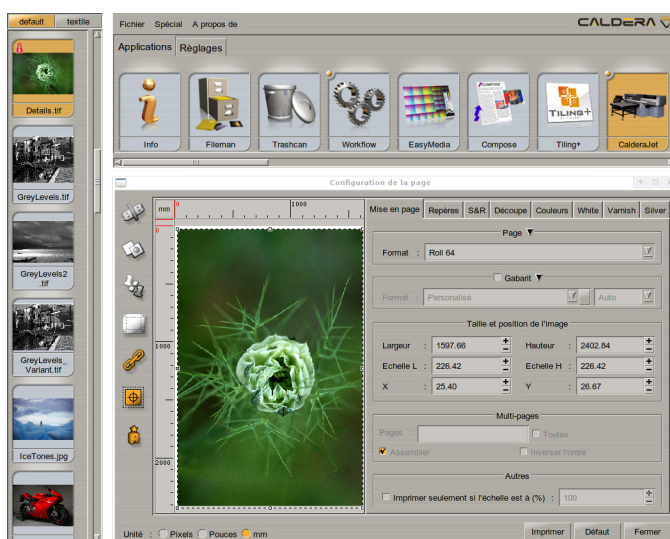 default textile
Details.tif
GreyLevels.tif
GreyLevels2
.tif
GreyLevels_
Variant.tif
IceTones.jpg
Fichier Spécial A propos de
CALDERA
Applications Réglages
COMPOSE
TILING+
Info Fileman Trashcan Workflow EasyMedia Compose Tiling+ CalderaJet
Configuration de la page
mm 0 1000
0
1000
2000
Mise en page Repères S&R Découpe Couleurs White Varnish Silver
Page
Format : Roll 64
Gabarit
Format : Personalisé Auto
Taille et position de l'image
Largeur : 1597.66 Hauteur : 2402.84
Echelle L : 226.42 Echelle H : 226.42
X : 25.40 Y : 26.67
Multi-pages
Pages : Toutes
Assembler Inverser l'ordre
Autres
Imprimer seulement si l'échelle est à (%) : 100
Unité : Pixels Pouces mm
Imprimer Défaut Fermer